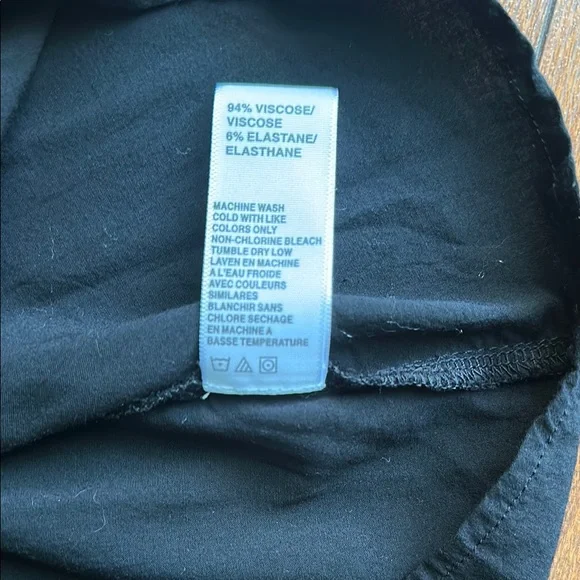 94% VISCOSE/
VISCOSE
6% ELASTANE/
ELASTHANE
MACHINE WASH
COLD WITH LIKE
COLORS ONLY
NON-CHLORINE BLEACH
TUMBLE DRY LOW
LAVEN EN MACHINE
A L'EAU FROIDE
AVEC COULEURS
SIMILARES
BLANCHIR SANS
CHLORE SECHAGE
EN MACHINE A
BASSE TEMPERATURE